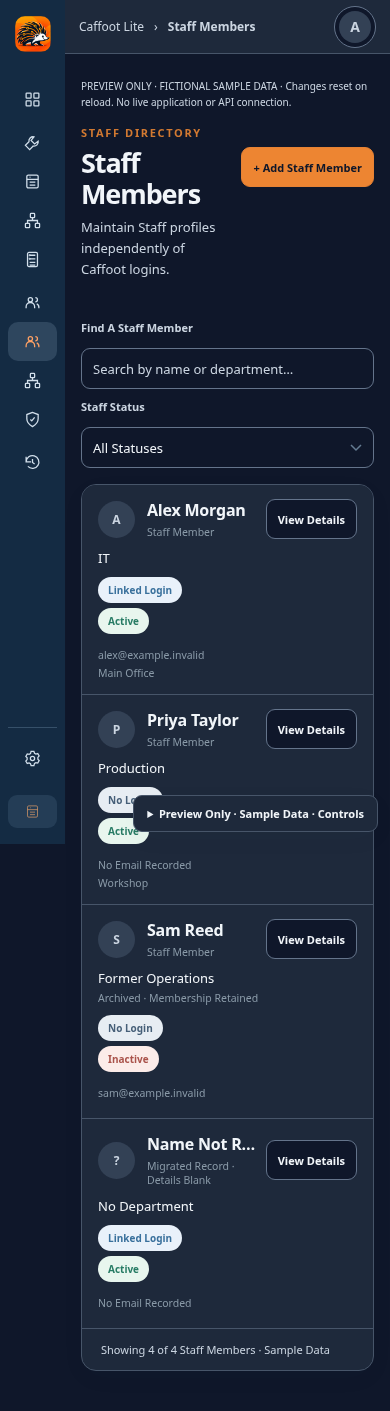 Caffoot Lite › Staff Members
A
PREVIEW ONLY · FICTIONAL SAMPLE DATA · Changes reset on
reload. No live application or API connection.
STAFF DIRECTORY
Staff
Members
+ Add Staff Member
Maintain Staff profiles
independently of
Caffoot logins.
Find A Staff Member
Search by name or department...
Staff Status
All Statuses
A
Alex Morgan
Staff Member
View Details
IT
Linked Login
Active
alex@example.invalid
Main Office
P
Priya Taylor
Staff Member
View Details
Production
No Lo
▶ Preview Only · Sample Data · Controls
Active
No Email Recorded
Workshop
S
Sam Reed
Staff Member
View Details
Former Operations
Archived · Membership Retained
No Login
Inactive
sam@example.invalid
?
Name Not R...
Migrated Record ·
Details Blank
View Details
No Department
Linked Login
Active
No Email Recorded
Showing 4 of 4 Staff Members · Sample Data